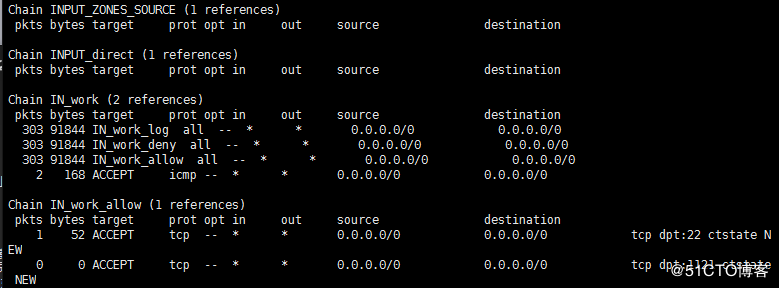 Chain INPUT_ZONES_SOURCE (1 references)
pkts bytes target prot opt in out source destination
Chain INPUT_direct (1 references)
pkts bytes target prot opt in out source destination
Chain IN_work (2 references)
pkts bytes target prot opt in out source destination
303 91844 IN_work_log all -- * * 0.0.0.0/0 0.0.0.0/0
303 91844 IN_work_deny all -- * * 0.0.0.0/0 0.0.0.0/0
303 91844 IN_work_allow all -- * * 0.0.0.0/0 0.0.0.0/0
2 168 ACCEPT icmp -- * * 0.0.0.0/0 0.0.0.0/0
Chain IN_work_allow (1 references)
pkts bytes target prot opt in out source destination
1 52 ACCEPT tcp -- * * 0.0.0.0/0 0.0.0.0/0 tcp dpt:22 ctstate N
EW
0 0 ACCEPT tcp -- * * 0.0.0.0/0 0.0.0.0/0 tcp dpt:1121 ctstate
NEW
@51CTO博客